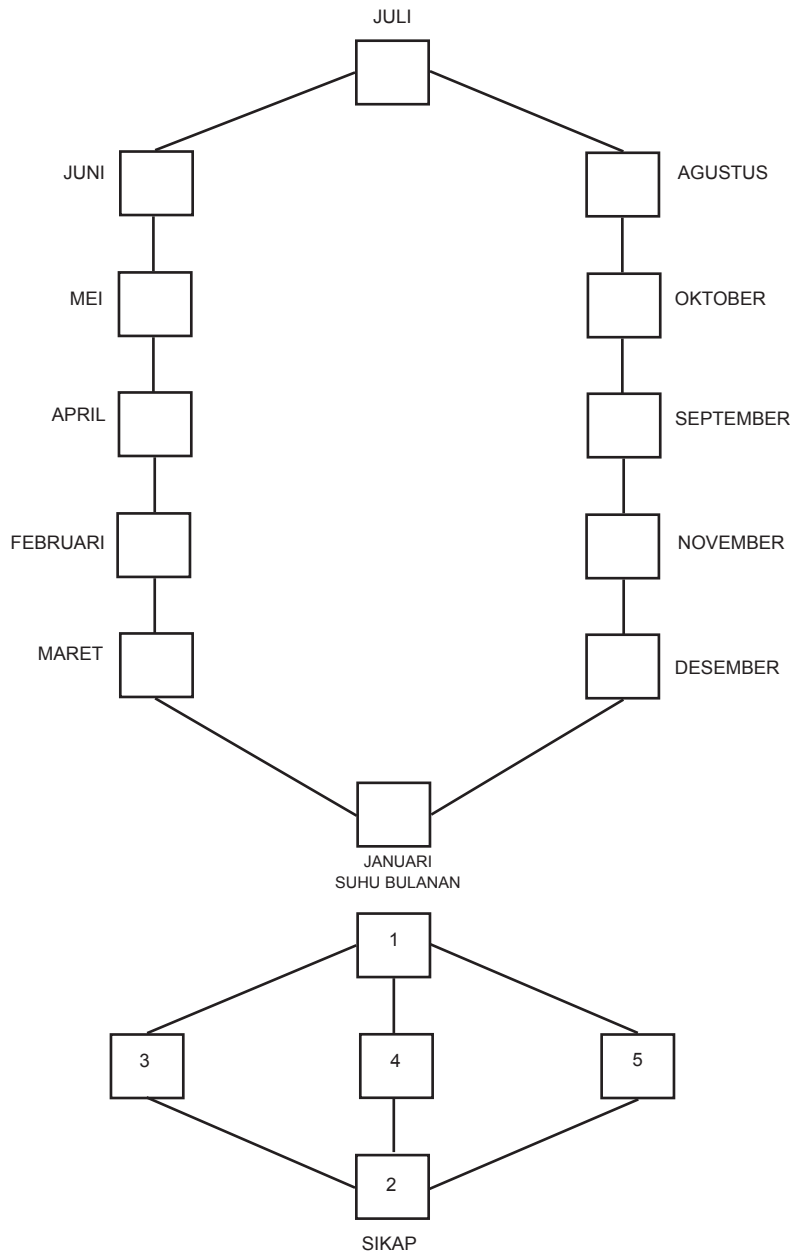 JULI
JUNI
AGUSTUS
MEI
OKTOBER
APRIL
SEPTEMBER
FEBRUARI
NOVEMBER
MARET
DESEMBER
JANUARI
SUHU BULANAN
1
3
4
5
2
SIKAP